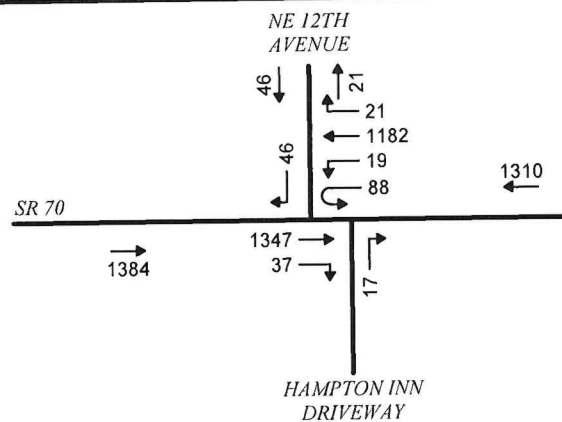 NE 12TH
AVENUE
46
21
21
1182
46
19
1310
88
SR 70
1347
1384
37
17
HAMPTON INN
DRIVEWAY